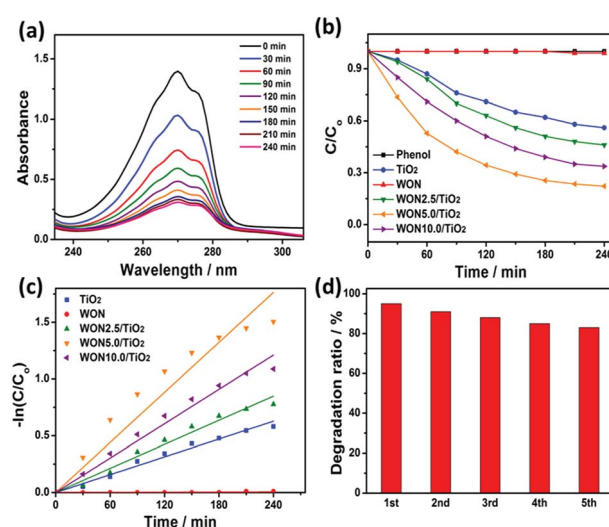 (a)
0 min
30 min
60 min
90 min
120 min
150 min
180 min
210 min
240 min
1.5
1.0
0.5
0.0
Absorbance
240 260 280 300
Wavelength / nm
(b)
0.9
0.6
0.3
0.0
C/Co
Phenol
TiO2
WON
WON2.5/TiO2
WON5.0/TiO2
WON10.0/TiO2
0 60 120 180 240
Time / min
(c)
TiO2
WON
WON2.5/TiO2
WON5.0/TiO2
WON10.0/TiO2
1.5
1.0
0.5
0.0
-ln(C/Co)
0 60 120 180 240
Time / min
(d)
100
80
60
40
20
0
Degradation ratio / %
1st 2nd 3rd 4th 5th